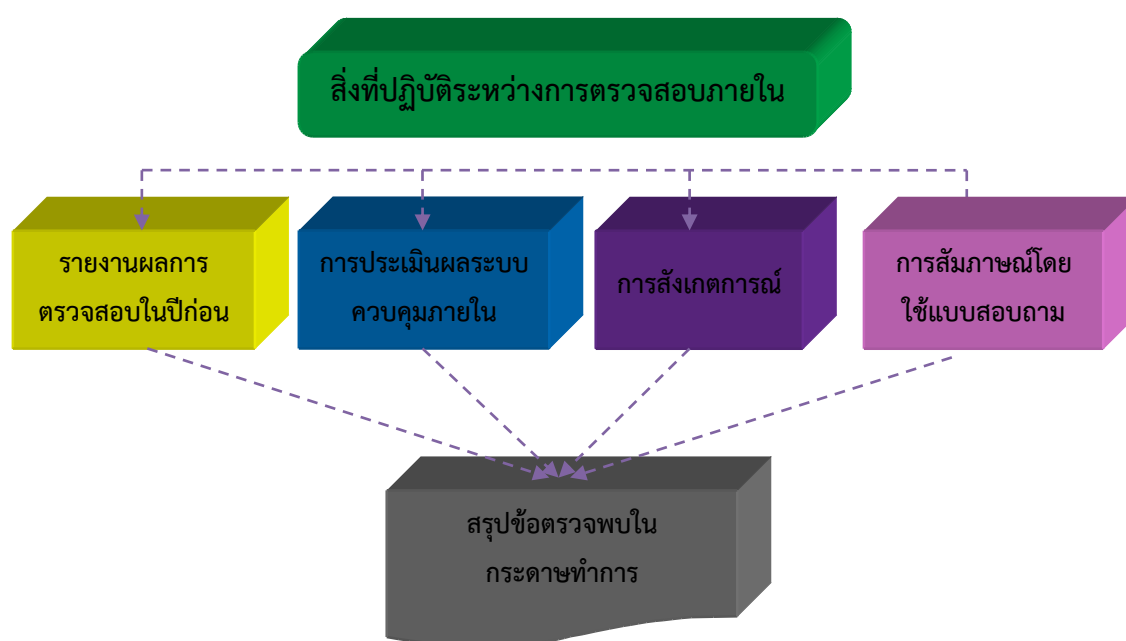 สิ่งที่ปฏิบัติระหว่างการตรวจสอบภายใน
รายงานผลการ
ตรวจสอบในปีก่อน
การประเมินผลระบบ
ควบคุมภายใน
การสังเกตการณ์
การสัมภาษณ์โดย
ใช้แบบสอบถาม
สรุปข้อตรวจพบใน
กระดาษทำการ